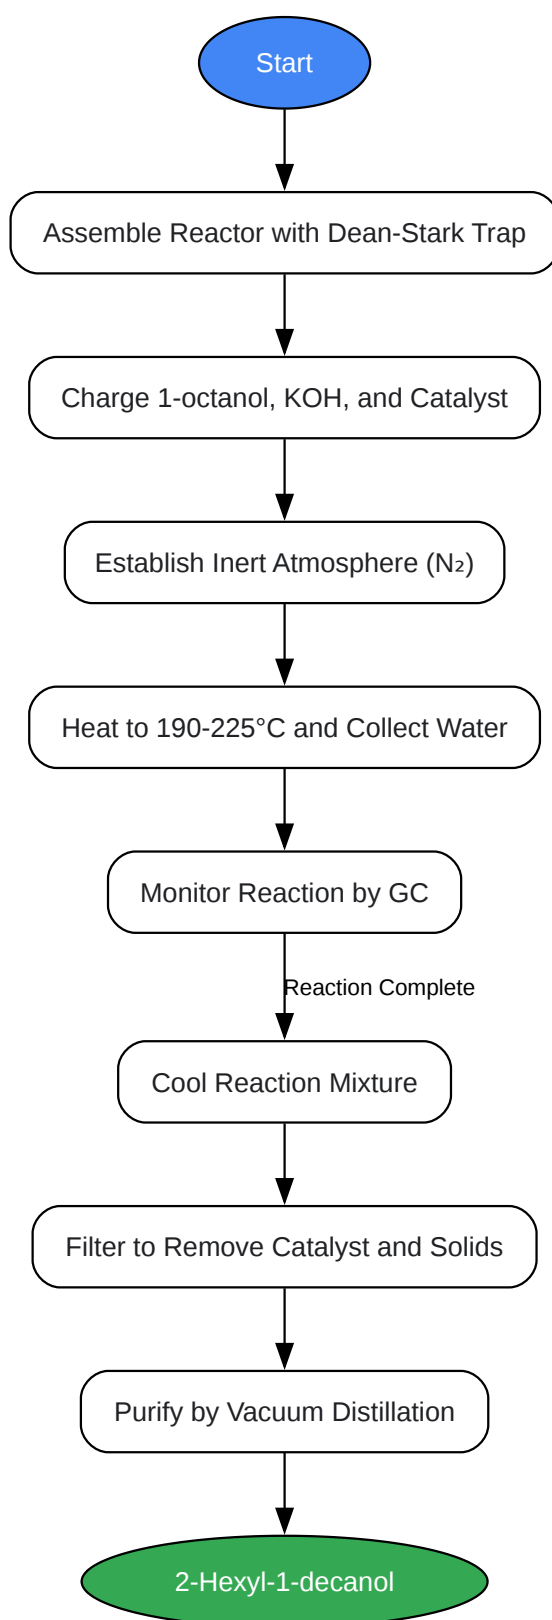 Start
Assemble Reactor with Dean-Stark Trap
Charge 1-octanol, KOH, and Catalyst
Establish Inert Atmosphere (N₂)
Heat to 190-225°C and Collect Water
Monitor Reaction by GC
Reaction Complete
Cool Reaction Mixture
Filter to Remove Catalyst and Solids
Purify by Vacuum Distillation
2-Hexyl-1-decanol